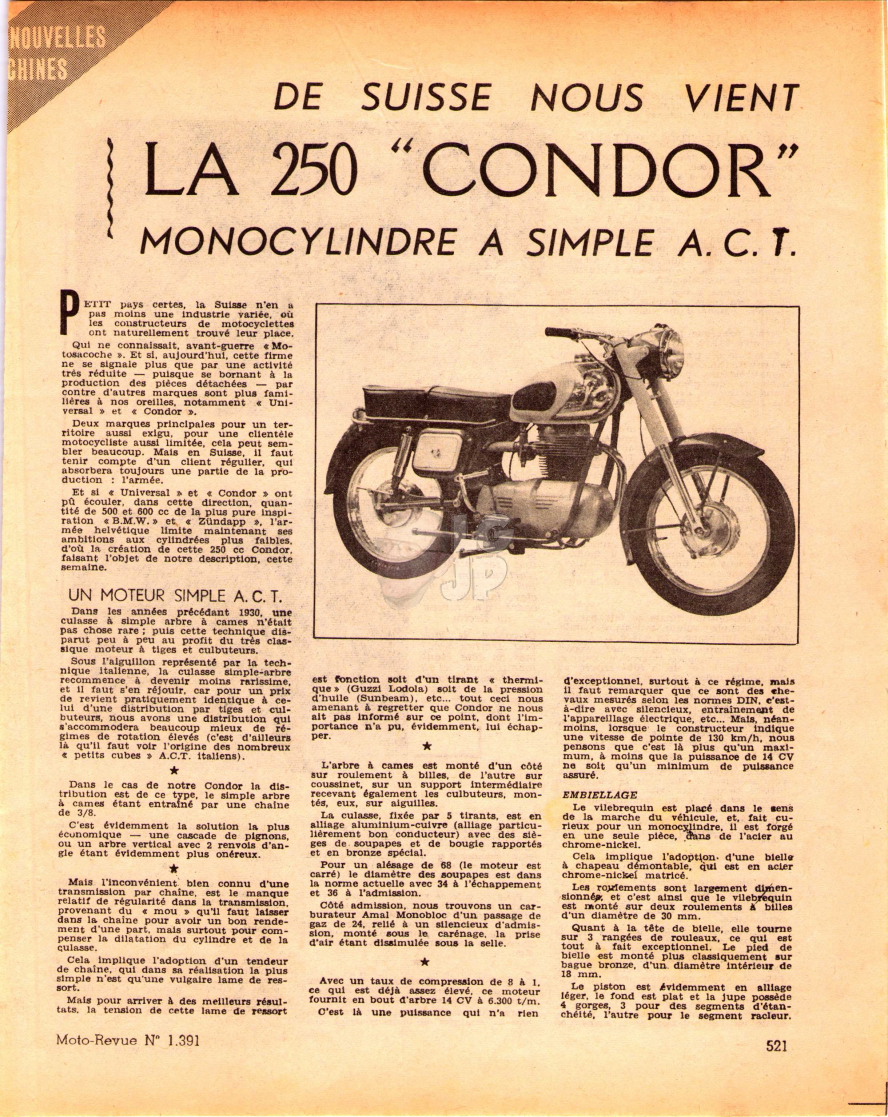 NOUVELLES
CHINES
DE SUISSE NOUS VIENT
LA 250 “CONDOR”
MONOCYLINDRE A SIMPLE A. C. T.
PETIT pays certes, la Suisse n'en a
pas moins une industrie variée, où
les constructeurs de motocyclettes
ont naturellement trouvé leur place.
Qui ne connaissait, avant-guerre « Mo-
tosacoche ». Et si, aujourd'hui, cette firme
ne se signale plus que par une activité
très réduite — puisque se bornant à la
production des pièces détachées — par
contre d'autres marques sont plus fami-
lières à nos oreilles, notamment « Uni-
versal » et « Condor ».
Deux marques principales pour un ter-
ritoire aussi exigu, pour une clientèle
motocycliste aussi limitée, cela peut sem-
bler beaucoup. Mais en Suisse, il faut
tenir compte d'un client régulier, qui
absorbera toujours une partie de la pro-
duction : l'armée.
Et si « Universal » et « Condor » ont
pû écouler, dans cette direction, quan-
tité de 500 et 600 cc de la plus pure inspi-
ration « B.M.W. » et « Zündapp », l'ar-
mée helvétique limite maintenant ses
ambitions aux cylindrées plus faibles,
d'où la création de cette 250 cc Condor,
faisant l'objet de notre description, cette
semaine.
UN MOTEUR SIMPLE A. C. T.
Dans les années précédant 1930, une
culasse à simple arbre à cames n'était
pas chose rare ; puis cette technique dis-
parut peu à peu au profit du très clas-
sique moteur à tiges et culbuteurs.
Sous l'aiguillon représenté par la tech-
nique italienne, la culasse simple-arbre
recommence à devenir moins rarissime,
et il faut s'en réjouir, car pour un prix
de revient pratiquement identique à ce-
lui d'une distribution par tiges et cul-
buteurs, nous avons une distribution qui
s'accommodera beaucoup mieux de ré-
gimes de rotation élevés (c'est d'ailleurs
là qu'il faut voir l'origine des nombreux
« petits cubes » A.C.T. italiens).
★
Dans le cas de notre Condor la dis-
tribution est de ce type, le simple arbre
à cames étant entraîné par une chaîne
de 3/8.
C'est évidemment la solution la plus
économique — une cascade de pignons,
ou un arbre vertical avec 2 renvois d'an-
gle étant évidemment plus onéreux.
★
Mais l'inconvénient bien connu d'une
transmission par chaîne, est le manque
relatif de régularité dans la transmission,
provenant du « mou » qu'il faut laisser
dans la chaîne pour avoir un bon rende-
ment d'une part, mais surtout pour com-
penser la dilatation du cylindre et de la
culasse.
Cela implique l'adoption d'un tendeur
de chaîne, qui dans sa réalisation la plus
simple n'est qu'une vulgaire lame de res-
sort.
Mais pour arriver à des meilleurs résul-
tats, la tension de cette lame de ressort
est fonction soit d'un tirant « thermi-
que » (Guzzi Lodola) soit de la pression
d'huile (Sunbeam), etc... tout ceci nous
amenant à regretter que Condor ne nous
ait pas informé sur ce point, dont l'im-
portance n'a pu, évidemment, lui échap-
per.
★
L'arbre à cames est monté d'un côté
sur roulement à billes, de l'autre sur
coussinet, sur un support intermédiaire
recevant également les culbuteurs, mon-
tés, eux, sur aiguilles.
La culasse, fixée par 5 tirants, est en
alliage aluminium-cuivre (alliage particu-
lièrement bon conducteur) avec des siè-
ges de soupapes et de bougie rapportés
et en bronze spécial.
Pour un alésage de 68 (le moteur est
carré) le diamètre des soupapes est dans
la norme actuelle avec 34 à l'échappement
et 36 à l'admission.
Côté admission, nous trouvons un car-
burateur Amal Monobloc d'un passage de
gaz de 24, relié à un silencieux d'admis-
sion, monté sous le carénage, la prise
d'air étant dissimulée sous la selle.
★
Avec un taux de compression de 8 à 1,
ce qui est déjà assez élevé, ce moteur
fournit en bout d'arbre 14 CV à 6.300 t/m.
C'est là une puissance qui n'a rien
d'exceptionnel, surtout à ce régime, mais
il faut remarquer que ce sont des che-
vaux mesurés selon les normes DIN, c'est-
à-dire avec silencieux, entraînement de
l'appareillage électrique, etc... Mais, néan-
moins, lorsque le constructeur indique
une vitesse de pointe de 130 km/h, nous
pensons que c'est là plus qu'un maxi-
mum, à moins que la puissance de 14 CV
ne soit qu'un minimum de puissance
assuré.
EMBIELLAGE
Le vilebrequin est placé dans le sens
de la marche du véhicule, et, fait cu-
rieux pour un monocylindre, il est forgé
en une seule pièce, dans de l'acier au
chrome-nickel.
Cela implique l'adoption d'une bielle
à chapeau démontable, qui est en acier
chrome-nickel matricé.
Les roulements sont largement dimen-
sionnés, et c'est ainsi que le vilebrequin
est monté sur deux roulements à billes
d'un diamètre de 30 mm.
Quant à la tête de bielle, elle tourne
sur 3 rangées de rouleaux, ce qui est
tout à fait exceptionnel. Le pied de
bielle est monté plus classiquement sur
bague bronze, d'un diamètre intérieur de
18 mm.
Le piston est évidemment en alliage
léger, le fond est plat et la jupe possède
4 gorges, 3 pour des segments d'étan-
chéité, l'autre pour le segment racleur.
Moto-Revue N° 1.391
521